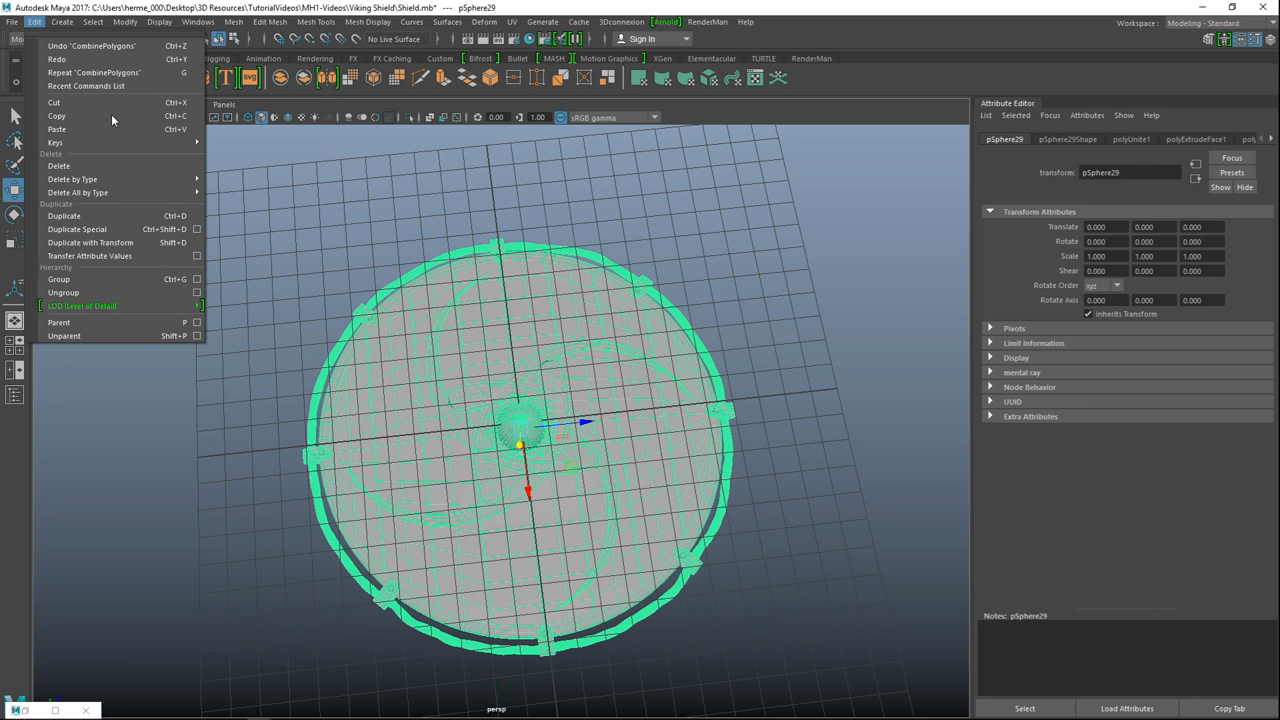 Autodesk Maya 2017: C:\Users\herme_000\Desktop\3D Resources\TutorialVideos\MH1-Videos\Viking Shield\Shield.mb* --- pSphere29
File Edit Create Select Modify Display Windows Mesh Edit Mesh Mesh Tools Mesh Display Curves Surfaces Deform UV Generate Cache 3Dconnexion [Arnold] RenderMan Help
Workspace : Modeling - Standard
No Live Surface Sign In
Rigging Animation Rendering FX FX Caching Custom Bifrost Bullet MASH Motion Graphics XGen Elementacular TURTLE RenderMan
Undo "CombinePolygons" Ctrl+Z
Redo Ctrl+Y
Repeat "CombinePolygons" G
Recent Commands List
Cut Ctrl+X
Copy Ctrl+C
Paste Ctrl+V
Keys
Delete
Delete
Delete by Type
Delete All by Type
Duplicate
Duplicate Ctrl+D
Duplicate Special Ctrl+Shift+D
Duplicate with Transform Shift+D
Transfer Attribute Values
Hierarchy
Group Ctrl+G
Ungroup
LOD (Level of Detail)
Parent P
Unparent Shift+P
Panels
0.00 1.00 sRGB gamma
persp
Attribute Editor
List Selected Focus Attributes Show Help
pSphere29 pSphere29Shape polyUnite1 polyExtrudeFace1
Focus
transform: pSphere29 Presets
Show Hide
Transform Attributes
Translate 0.000 0.000 0.000
Rotate 0.000 0.000 0.000
Scale 1.000 1.000 1.000
Shear 0.000 0.000 0.000
Rotate Order xyz
Rotate Axis 0.000 0.000 0.000
Inherits Transform
Pivots
Limit Information
Display
mental ray
Node Behavior
UUID
Extra Attributes
Notes: pSphere29
Select Load Attributes Copy Tab